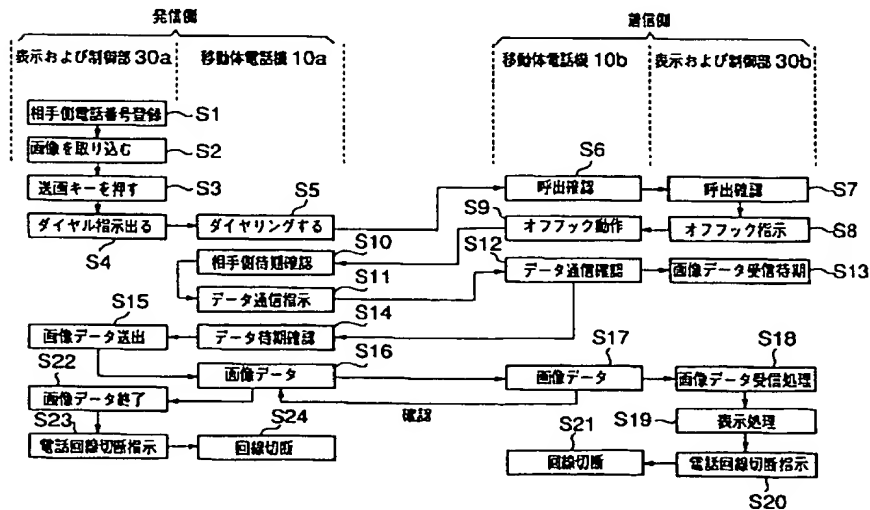 発信側
着信側
表示および制御部 30a
移動体電話機 10a
移動体電話機 10b
表示および制御部 30b
相手側電話番号登録
S1
画像を取り込む
S2
S6
送画キーを押す
S3
S5
呼出確認
呼出確認
S7
S9
ダイヤル指示出る
ダイヤリングする
オフフック動作
オフフック指示
S8
S4
S10
S12
相手側待期確認
データ通信確認
画像データ受信待期
S13
S11
データ通信指示
S15
S14
画像データ送出
データ待期確認
S17
S18
S22
S16
画像データ
画像データ
画像データ受信処理
画像データ終了
確認
S23
S24
S19
表示処理
S21
電話回線切断指示
回線切断
回線切断
電話回線切断指示
S20